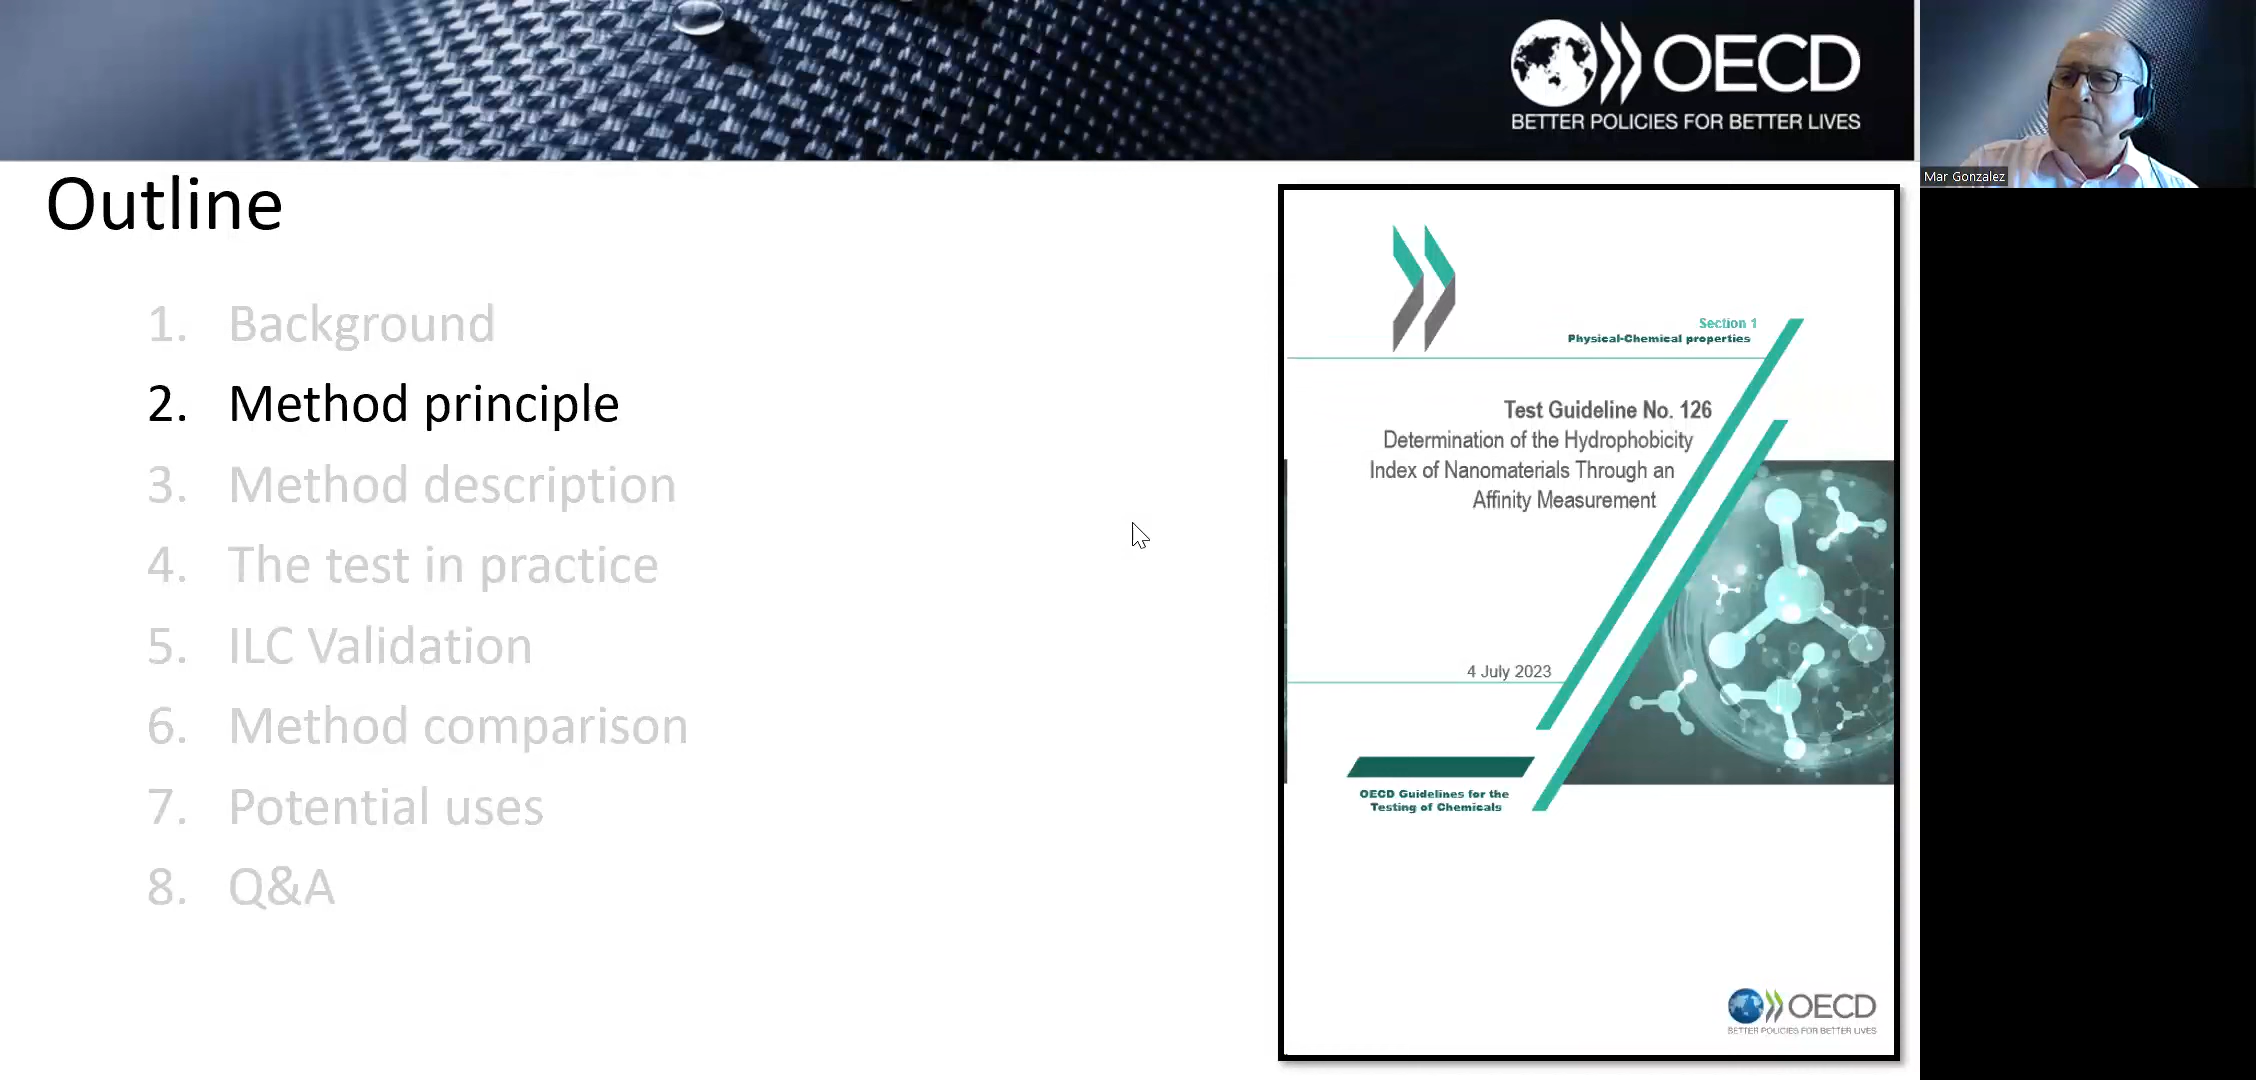 OECD
BETTER POLICIES FOR BETTER LIVES
Mar Gonzalez
Outline
1. Background
2. Method principle
3. Method description
4. The test in practice
5. ILC Validation
6. Method comparison
7. Potential uses
8. Q&A
Section 1
Physical-Chemical properties
Test Guideline No. 126
Determination of the Hydrophobicity
Index of Nanomaterials Through an
Affinity Measurement
4 July 2023
OECD Guidelines for the
Testing of Chemicals
OECD
BETTER POLICIES FOR BETTER LIVES